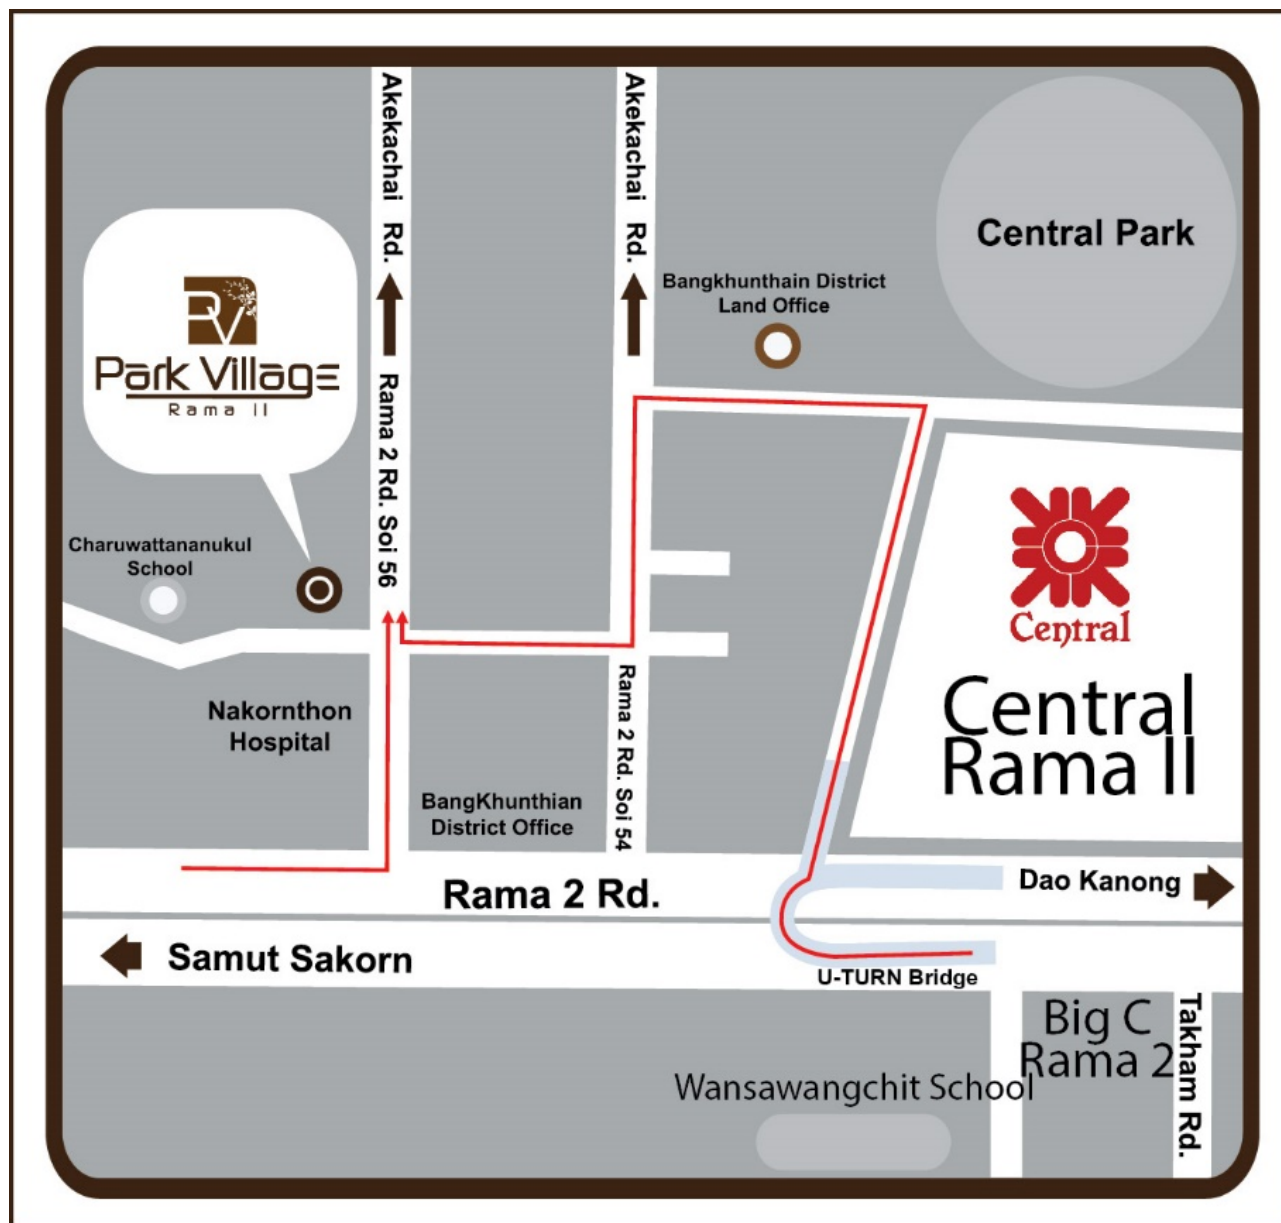 Akekachai Rd.
Akekachai Rd.
Central Park
Bangkhunthain District
Land Office
PV
Park Village
Rama II
Rama 2 Rd. Soi 56
Charuwattananukul
School
Central
Central
Rama II
Nakornthon
Hospital
Rama 2 Rd. Soi 54
BangKhunthian
District Office
Rama 2 Rd.
Dao Kanong
Samut Sakorn
U-TURN Bridge
Big C
Rama 2
Takham Rd.
Wansawangchit School